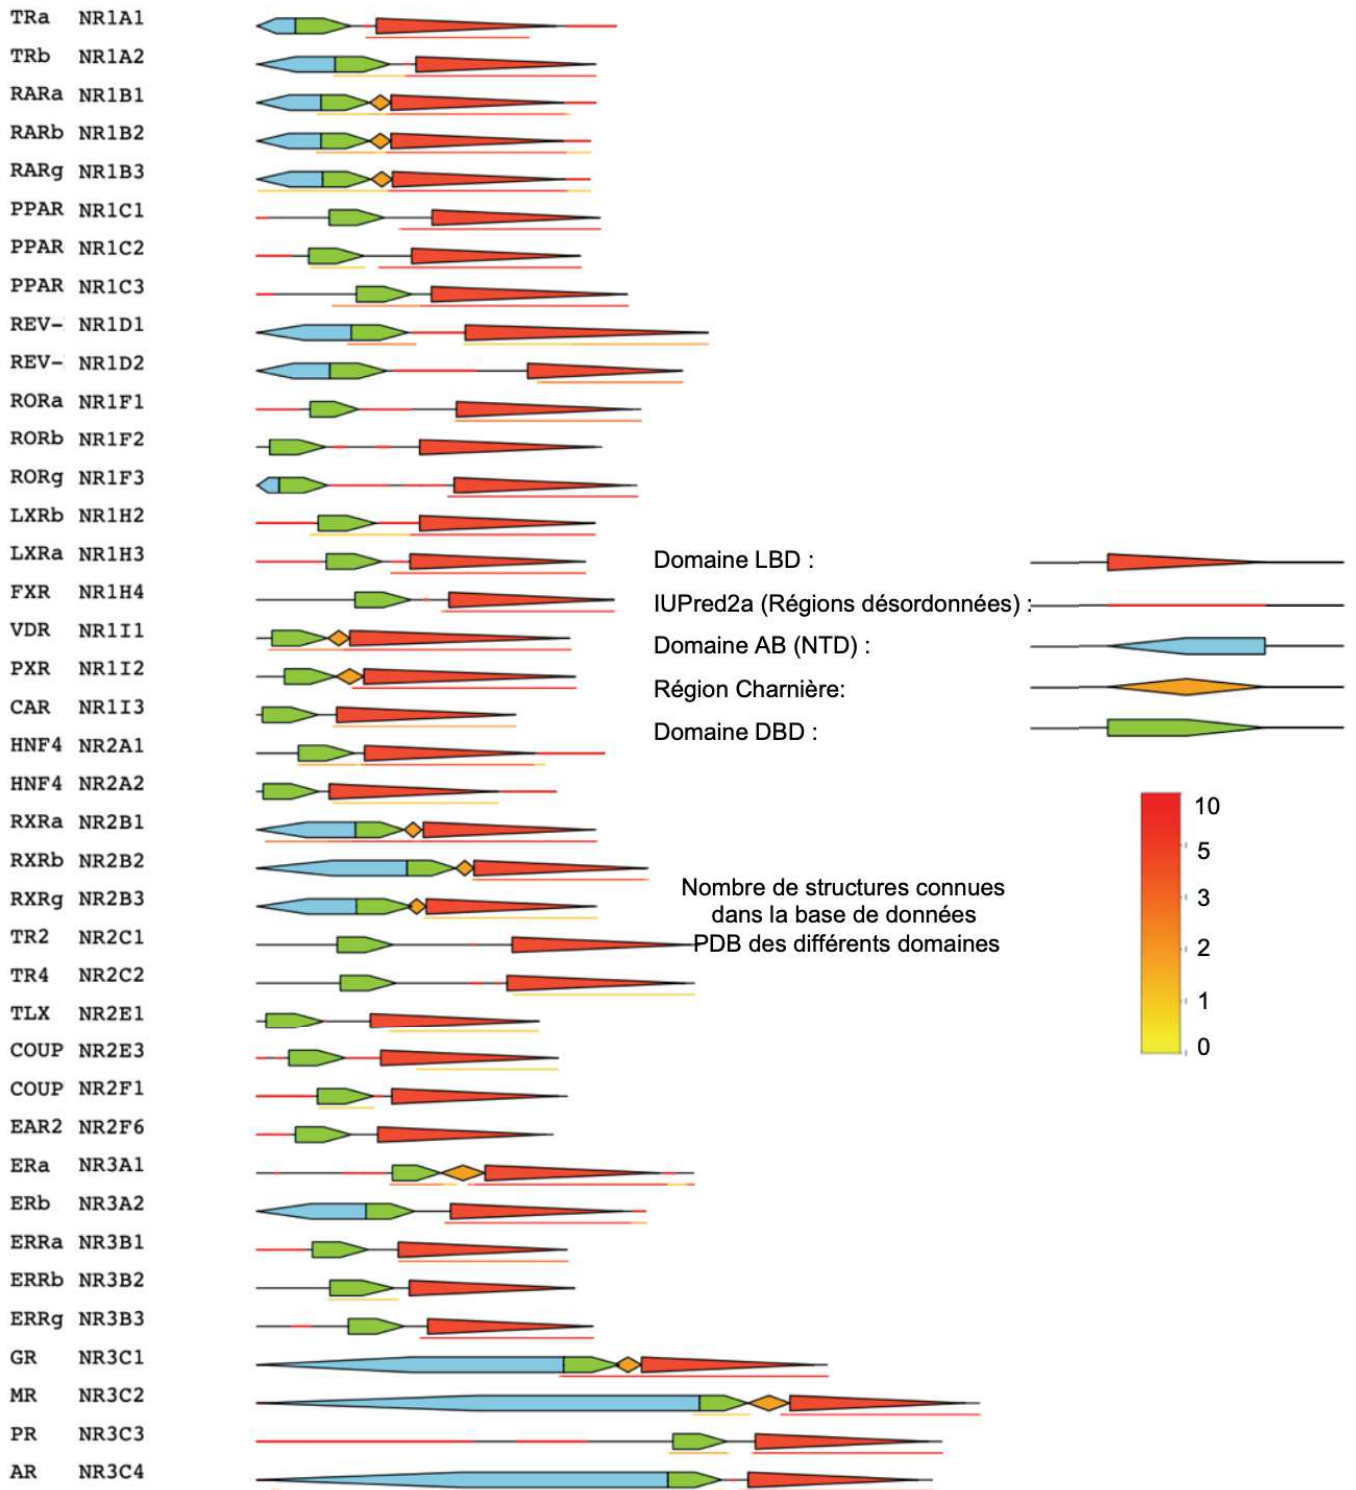 TRa NR1A1
TRb NR1A2
RARa NR1B1
RARb NR1B2
RARg NR1B3
PPAR NR1C1
PPAR NR1C2
PPAR NR1C3
REV- NR1D1
REV- NR1D2
RORa NR1F1
RORb NR1F2
RORg NR1F3
LXRb NR1H2
LXRa NR1H3
FXR NR1H4
VDR NR1I1
PXR NR1I2
CAR NR1I3
HNF4 NR2A1
HNF4 NR2A2
RXRa NR2B1
RXRb NR2B2
RXRg NR2B3
TR2 NR2C1
TR4 NR2C2
TLX NR2E1
COUP NR2E3
COUP NR2F1
EAR2 NR2F6
ERa NR3A1
ERb NR3A2
ERRa NR3B1
ERRb NR3B2
ERRg NR3B3
GR NR3C1
MR NR3C2
PR NR3C3
AR NR3C4
Domaine LBD :
IUPred2a (Régions désordonnées) :
Domaine AB (NTD) :
Région Charnière:
Domaine DBD :
Nombre de structures connues
dans la base de données
PDB des différents domaines
10
5
3
2
1
0